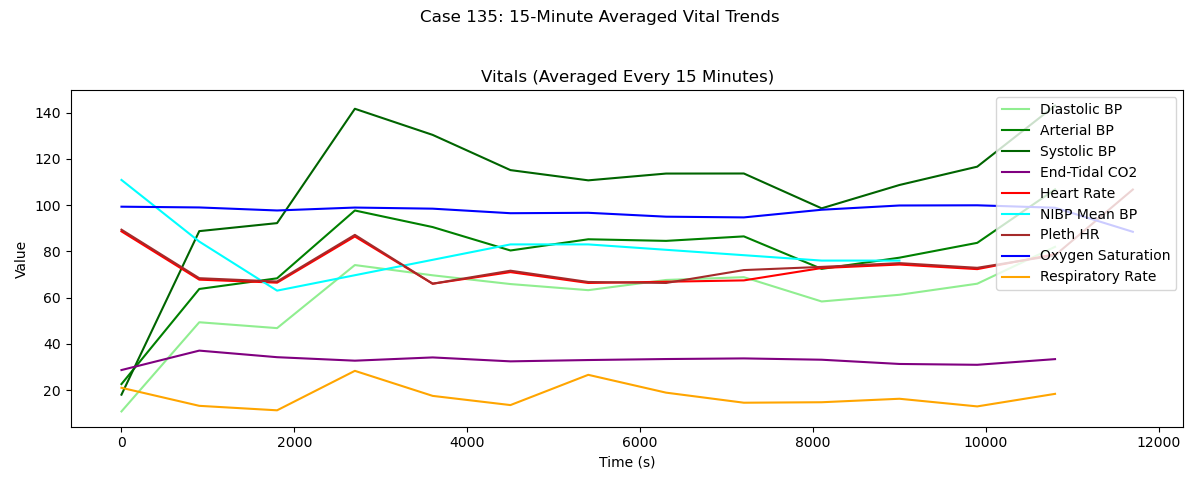 Case 135: 15-Minute Averaged Vital Trends
Vitals (Averaged Every 15 Minutes)
Value
140
120
100
80
60
40
20
Diastolic BP
Arterial BP
Systolic BP
End-Tidal CO2
Heart Rate
NIBP Mean BP
Pleth HR
Oxygen Saturation
Respiratory Rate
0 2000 4000 6000 8000 10000 12000
Time (s)